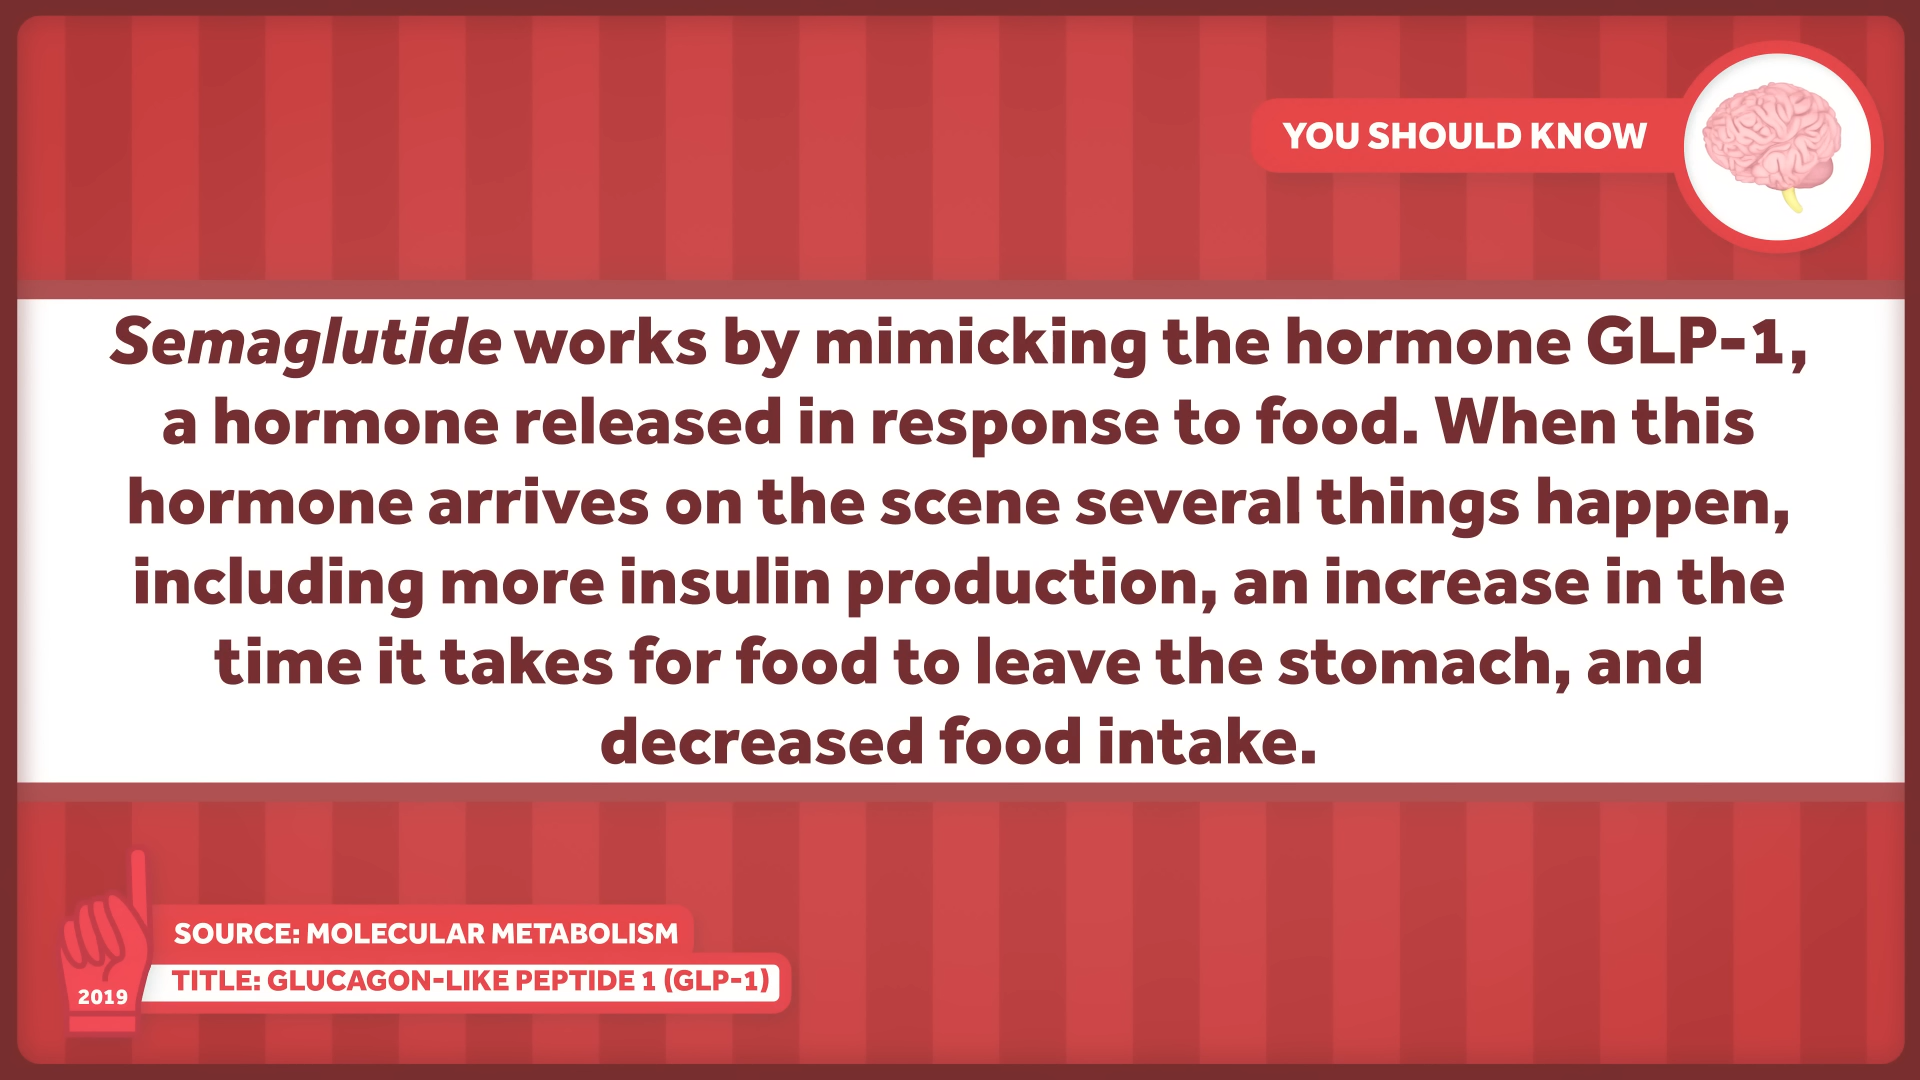 YOU SHOULD KNOW
Semaglutide works by mimicking the hormone GLP-1,
a hormone released in response to food. When this
hormone arrives on the scene several things happen,
including more insulin production, an increase in the
time it takes for food to leave the stomach, and
decreased food intake.
SOURCE: MOLECULAR METABOLISM
TITLE: GLUCAGON-LIKE PEPTIDE 1 (GLP-1)
2019